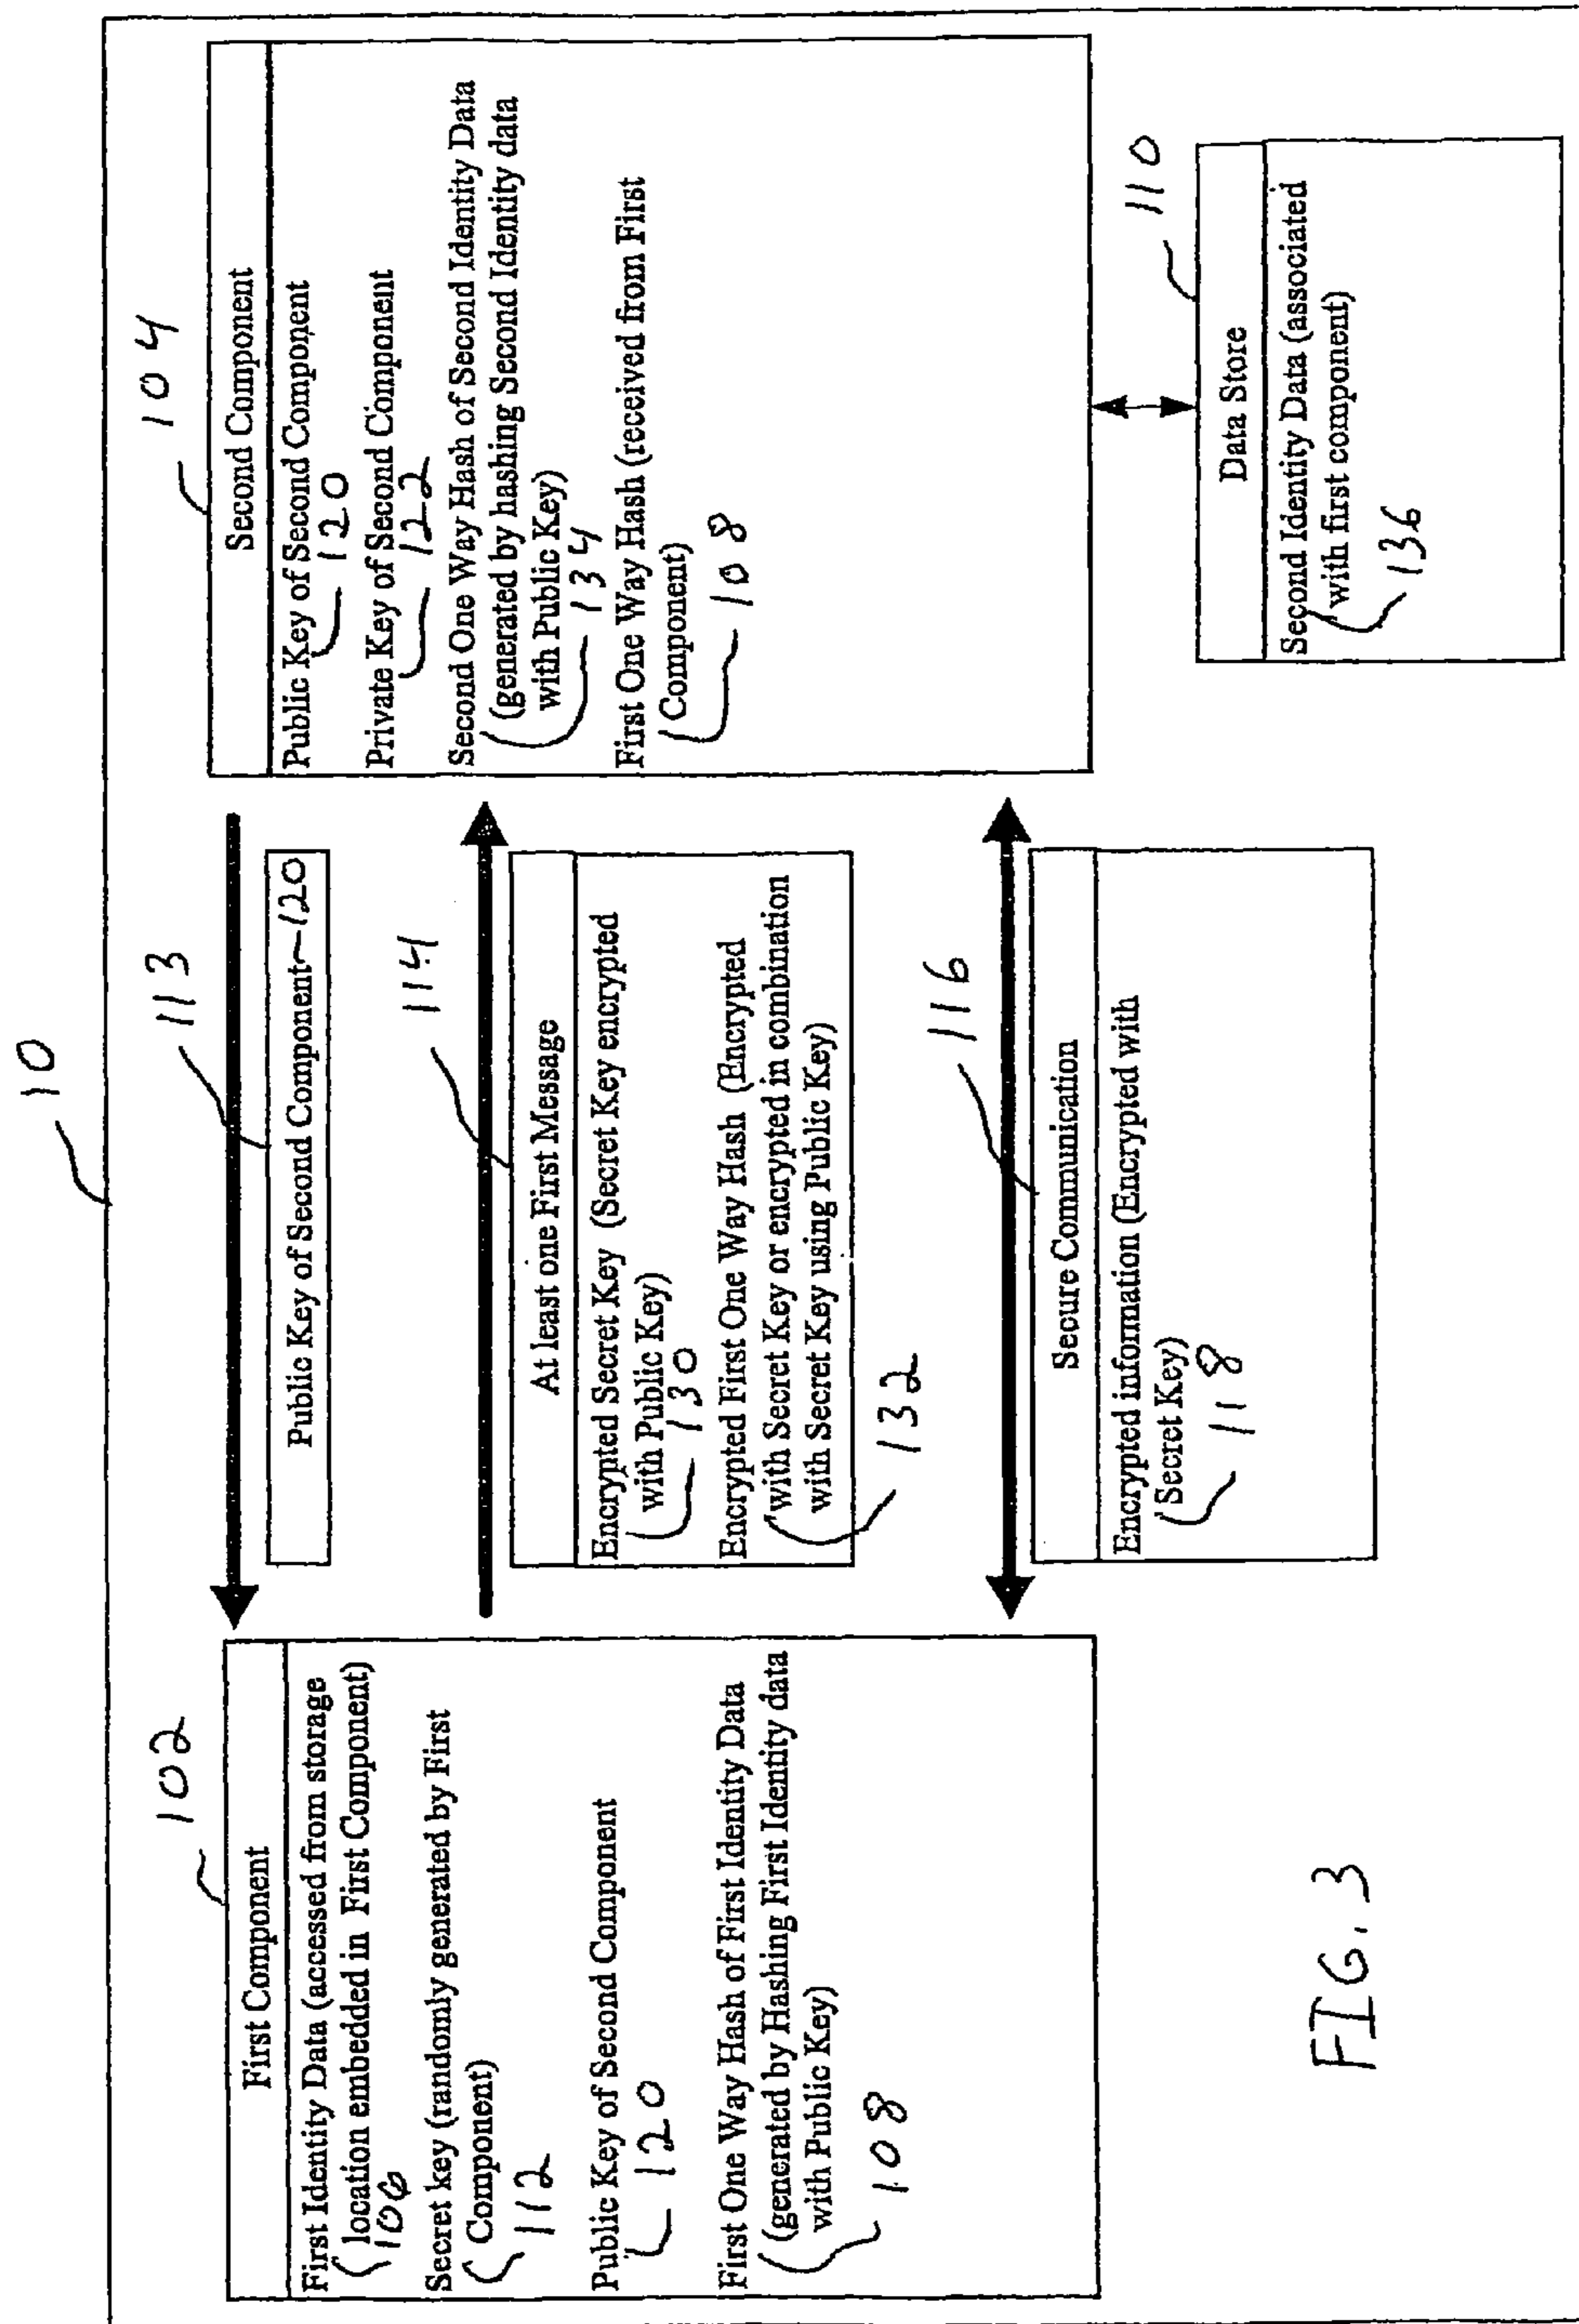 10
102
First Component
First Identity Data (accessed from storage
location embedded in First Component)
106
Secret key (randomly generated by First
Component)
112
Public Key of Second Component
120
First One Way Hash of First Identity Data
(generated by Hashing First Identity data
with Public Key)
108
113
Public Key of Second Component
120
114
At least one First Message
Encrypted Secret Key (Secret Key encrypted
with Public Key)
130
Encrypted First One Way Hash (Encrypted
with Secret Key or encrypted in combination
with Secret Key using Public Key)
132
116
Secure Communication
Encrypted information (Encrypted with
Secret Key)
118
104
Second Component
Public Key of Second Component
120
Private Key of Second Component
122
Second One Way Hash of Second Identity Data
(generated by hashing Second Identity data
with Public Key)
134
First One Way Hash (received from First
Component)
108
110
Data Store
Second Identity Data (associated
with first component)
136
FIG. 3